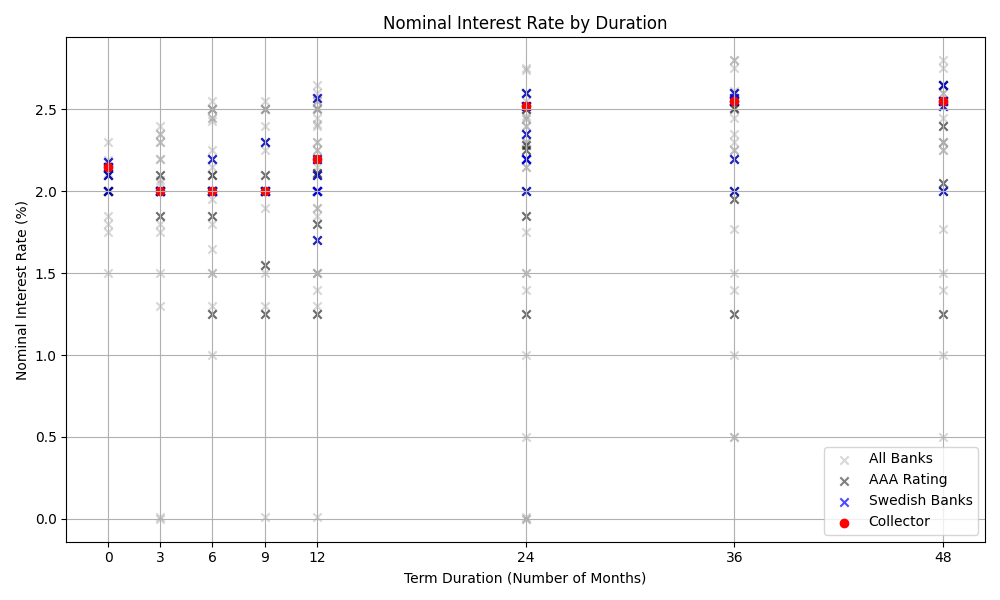 Nominal Interest Rate by Duration
Nominal Interest Rate (%)
2.5
2.0
1.5
1.0
0.5
0.0
All Banks
AAA Rating
Swedish Banks
Collector
0 3 6 9 12 24 36 48
Term Duration (Number of Months)